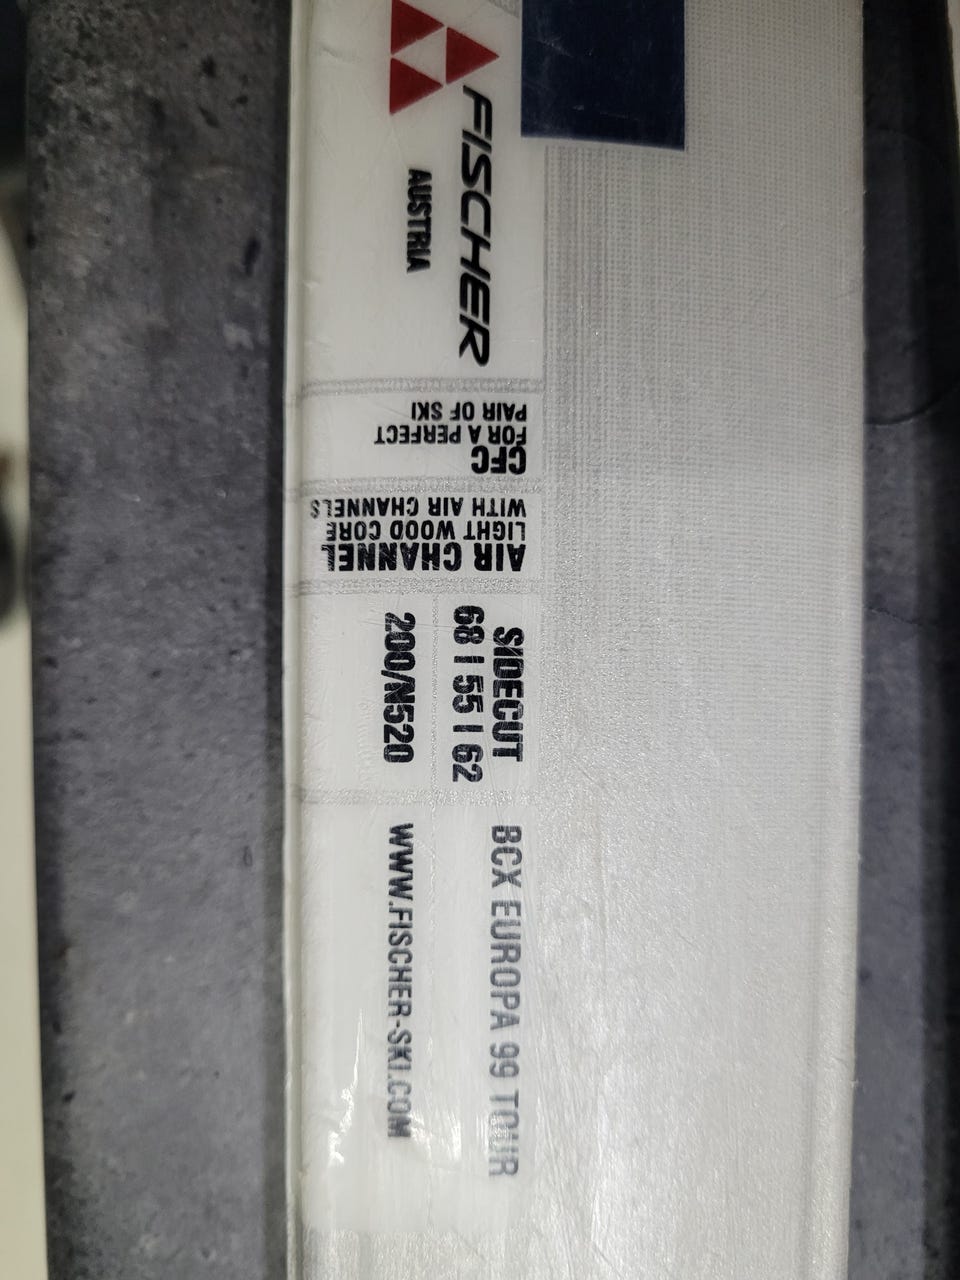 FISCHER
AUSTRIA
CFC
FOR A PERFECT
PAIR OF SKI
AIR CHANNEL
LIGHT WOOD CORE
WITH AIR CHANNELS
SIDECUT
68 | 55 | 62
200/N520
BCX EUROPA 99 TOUR
WWW.FISCHER-SKI.COM